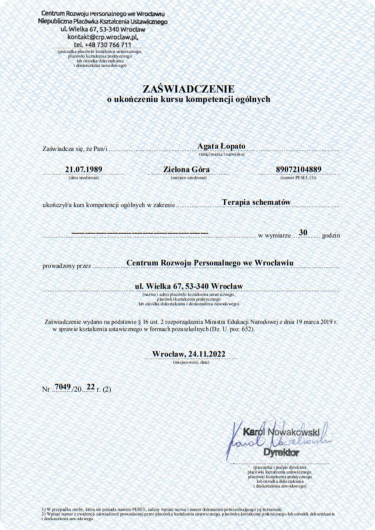 Centrum Rozwoju Personalnego we Wrocławiu
Niepubliczna Placówka Kształcenia Ustawicznego
ul. Wielka 67, 53-340 Wrocław
kontakt@crp.wroclaw.pl,
tel. +48 730 766 711
(pieczątka placówki kształcenia ustawicznego,
placówki kształcenia praktycznego
lub ośrodka dokształcania
i doskonalenia zawodowego)
ZAŚWIADCZENIE
o ukończeniu kursu kompetencji ogólnych
Zaświadcza się, że Pan/i Agata Łopato
(imię/imiona i nazwisko)
21.07.1989 Zielona Góra 89072104889
(data urodzenia) (miejsce urodzenia) (numer PESEL (1))
ukończył/a kurs kompetencji ogólnych w zakresie Terapia schematów
w wymiarze 30 godzin
prowadzony przez Centrum Rozwoju Personalnego we Wrocławiu
ul. Wielka 67, 53-340 Wrocław
(nazwa i adres placówki kształcenia ustawicznego,
placówki kształcenia praktycznego
lub ośrodka dokształcania i doskonalenia zawodowego)
Zaświadczenie wydano na podstawie § 16 ust. 2 rozporządzenia Ministra Edukacji Narodowej z dnia 19 marca 2019 r.
w sprawie kształcenia ustawicznego w formach pozaszkolnych (Dz. U. poz. 652).
Wrocław, 24.11.2022
(miejscowość, data)
Nr 7049/20 22 r. (2)
Karol Nowakowski
Dyrektor
(pieczątka i podpis dyrektora
placówki kształcenia ustawicznego,
placówki kształcenia praktycznego
lub ośrodka dokształcania
i doskonalenia zawodowego)
1) W przypadku osoby, która nie posiada numeru PESEL, należy wpisać nazwę i numer dokumentu potwierdzającego jej tożsamość.
2) Wpisać numer z ewidencji zaświadczeń prowadzonej przez placówkę kształcenia ustawicznego, placówkę kształcenia praktycznego lub ośrodek dokształcania
i doskonalenia zawodowego.